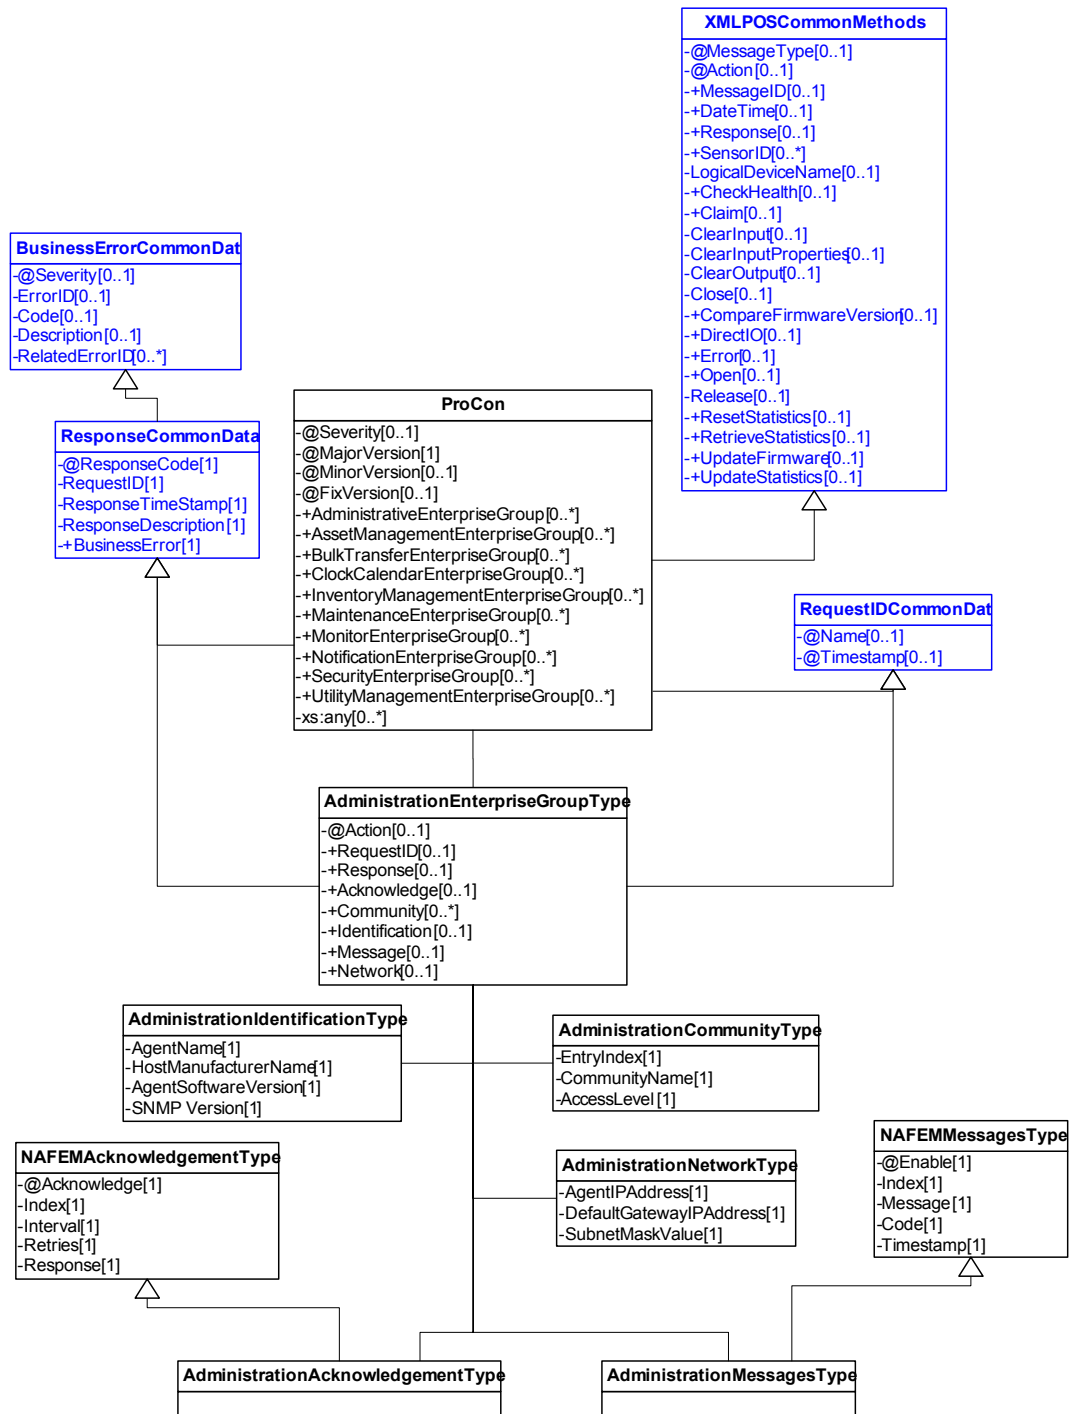 XMLPOSCommonMethods
-@MessageType[0..1]
-@Action[0..1]
-+MessageID[0..1]
-+DateTime[0..1]
-+Response[0..1]
-+SensorID[0..*]
-LogicalDeviceName[0..1]
-+CheckHealth[0..1]
-+Claim[0..1]
-ClearInput[0..1]
-ClearInputProperties[0..1]
-ClearOutput[0..1]
-Close[0..1]
-+CompareFirmwareVersion[0..1]
-+DirectIO[0..1]
-+Error[0..1]
-+Open[0..1]
-Release[0..1]
-+ResetStatistics[0..1]
-+RetrieveStatistics[0..1]
-+UpdateFirmware[0..1]
-+UpdateStatistics[0..1]
BusinessErrorCommonDat
-@Severity[0..1]
-ErrorID[0..1]
-Code[0..1]
-Description[0..1]
-RelatedErrorID[0..*]
ResponseCommonData
-@ResponseCode[1]
-RequestID[1]
-ResponseTimeStamp[1]
-ResponseDescription[1]
-+BusinessError[1]
ProCon
-@Severity[0..1]
-@MajorVersion[1]
-@MinorVersion[0..1]
-@FixVersion[0..1]
-+AdministrativeEnterpriseGroup[0..*]
-+AssetManagementEnterpriseGroup[0..*]
-+BulkTransferEnterpriseGroup[0..*]
-+ClockCalendarEnterpriseGroup[0..*]
-+InventoryManagementEnterpriseGroup[0..*]
-+MaintenanceEnterpriseGroup[0..*]
-+MonitorEnterpriseGroup[0..*]
-+NotificationEnterpriseGroup[0..*]
-+SecurityEnterpriseGroup[0..*]
-+UtilityManagementEnterpriseGroup[0..*]
-xs:any[0..*]
RequestIDCommonDat
-@Name[0..1]
-@Timestamp[0..1]
AdministrationEnterpriseGroupType
-@Action[0..1]
-+RequestID[0..1]
-+Response[0..1]
-+Acknowledge[0..1]
-+Community[0..*]
-+Identification[0..1]
-+Message[0..1]
-+Network[0..1]
AdministrationIdentificationType
-AgentName[1]
-HostManufacturerName[1]
-AgentSoftwareVersion[1]
-SNMP Version[1]
AdministrationCommunityType
-EntryIndex[1]
-CommunityName[1]
-AccessLevel[1]
NAFEMAcknowledgementType
-@Acknowledge[1]
-Index[1]
-Interval[1]
-Retries[1]
-Response[1]
AdministrationNetworkType
-AgentIPAddress[1]
-DefaultGatewayIPAddress[1]
-SubnetMaskValue[1]
NAFEMMessagesType
-@Enable[1]
-Index[1]
-Message[1]
-Code[1]
-Timestamp[1]
AdministrationAcknowledgementType
AdministrationMessagesType